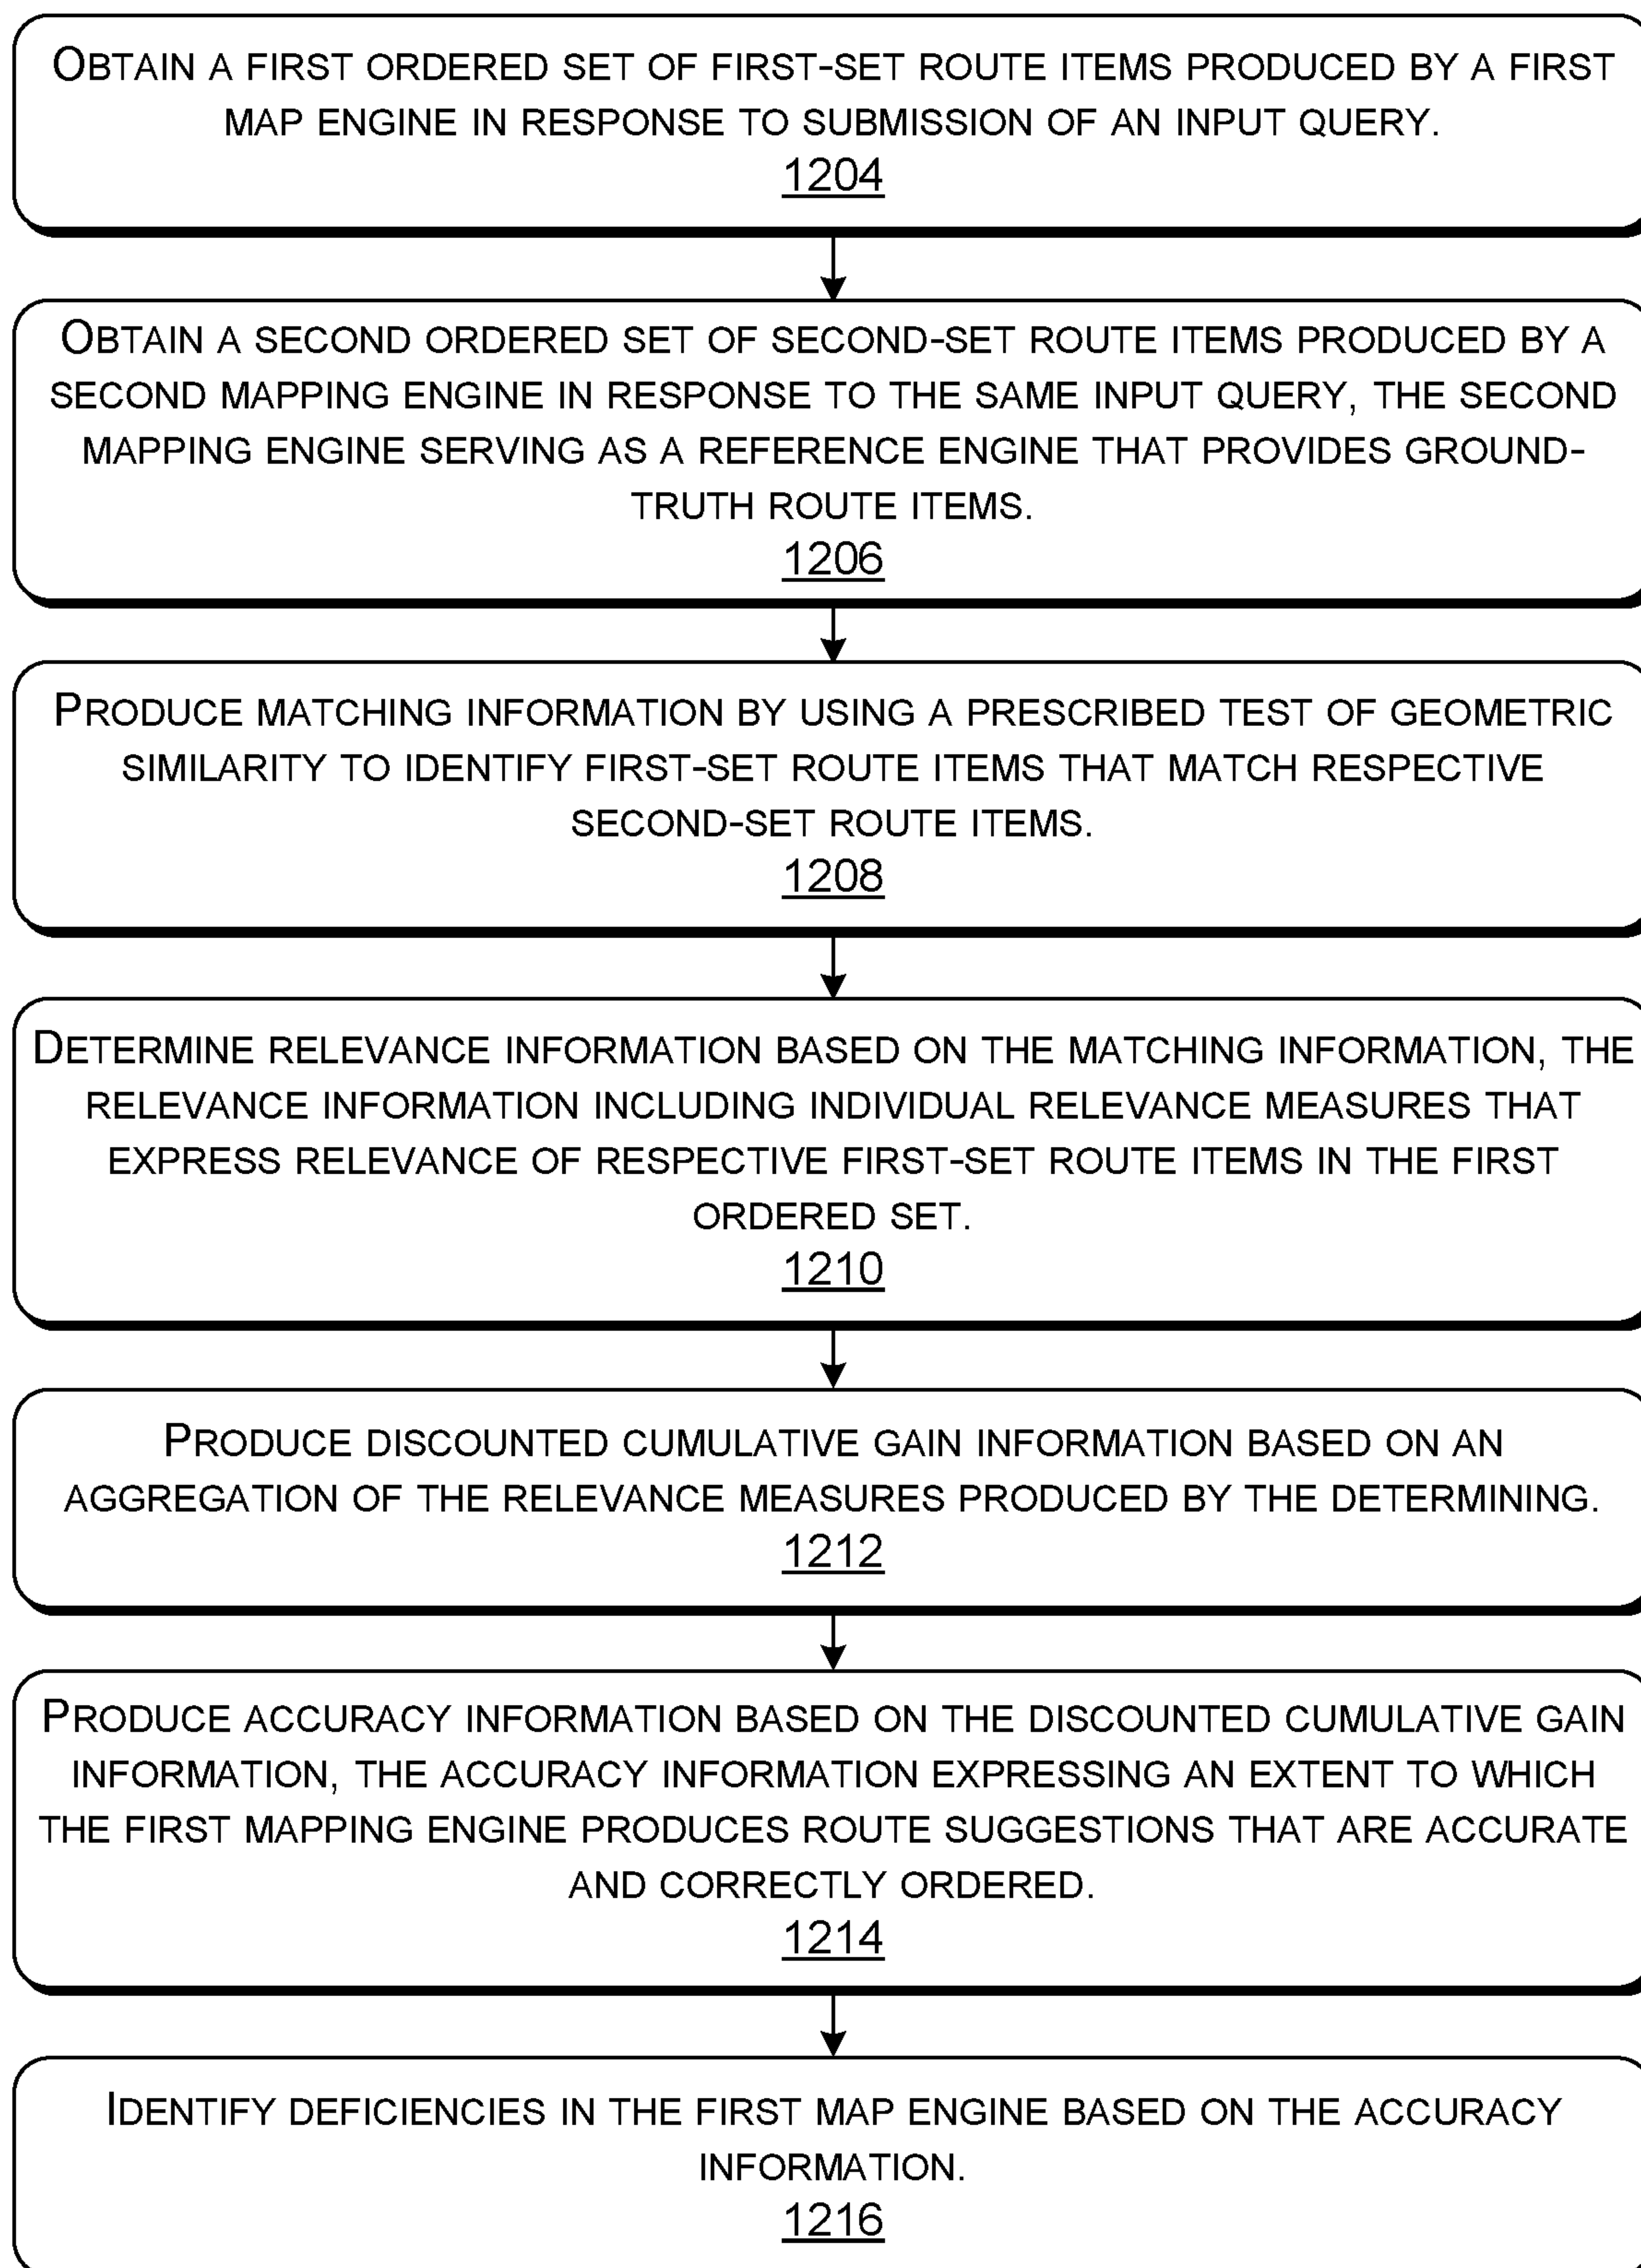 OBTAIN A FIRST ORDERED SET OF FIRST-SET ROUTE ITEMS PRODUCED BY A FIRST
MAP ENGINE IN RESPONSE TO SUBMISSION OF AN INPUT QUERY.
1204
OBTAIN A SECOND ORDERED SET OF SECOND-SET ROUTE ITEMS PRODUCED BY A
SECOND MAPPING ENGINE IN RESPONSE TO THE SAME INPUT QUERY, THE SECOND
MAPPING ENGINE SERVING AS A REFERENCE ENGINE THAT PROVIDES GROUND-
TRUTH ROUTE ITEMS.
1206
PRODUCE MATCHING INFORMATION BY USING A PRESCRIBED TEST OF GEOMETRIC
SIMILARITY TO IDENTIFY FIRST-SET ROUTE ITEMS THAT MATCH RESPECTIVE
SECOND-SET ROUTE ITEMS.
1208
DETERMINE RELEVANCE INFORMATION BASED ON THE MATCHING INFORMATION, THE
RELEVANCE INFORMATION INCLUDING INDIVIDUAL RELEVANCE MEASURES THAT
EXPRESS RELEVANCE OF RESPECTIVE FIRST-SET ROUTE ITEMS IN THE FIRST
ORDERED SET.
1210
PRODUCE DISCOUNTED CUMULATIVE GAIN INFORMATION BASED ON AN
AGGREGATION OF THE RELEVANCE MEASURES PRODUCED BY THE DETERMINING.
1212
PRODUCE ACCURACY INFORMATION BASED ON THE DISCOUNTED CUMULATIVE GAIN
INFORMATION, THE ACCURACY INFORMATION EXPRESSING AN EXTENT TO WHICH
THE FIRST MAPPING ENGINE PRODUCES ROUTE SUGGESTIONS THAT ARE ACCURATE
AND CORRECTLY ORDERED.
1214
IDENTIFY DEFICIENCIES IN THE FIRST MAP ENGINE BASED ON THE ACCURACY
INFORMATION.
1216